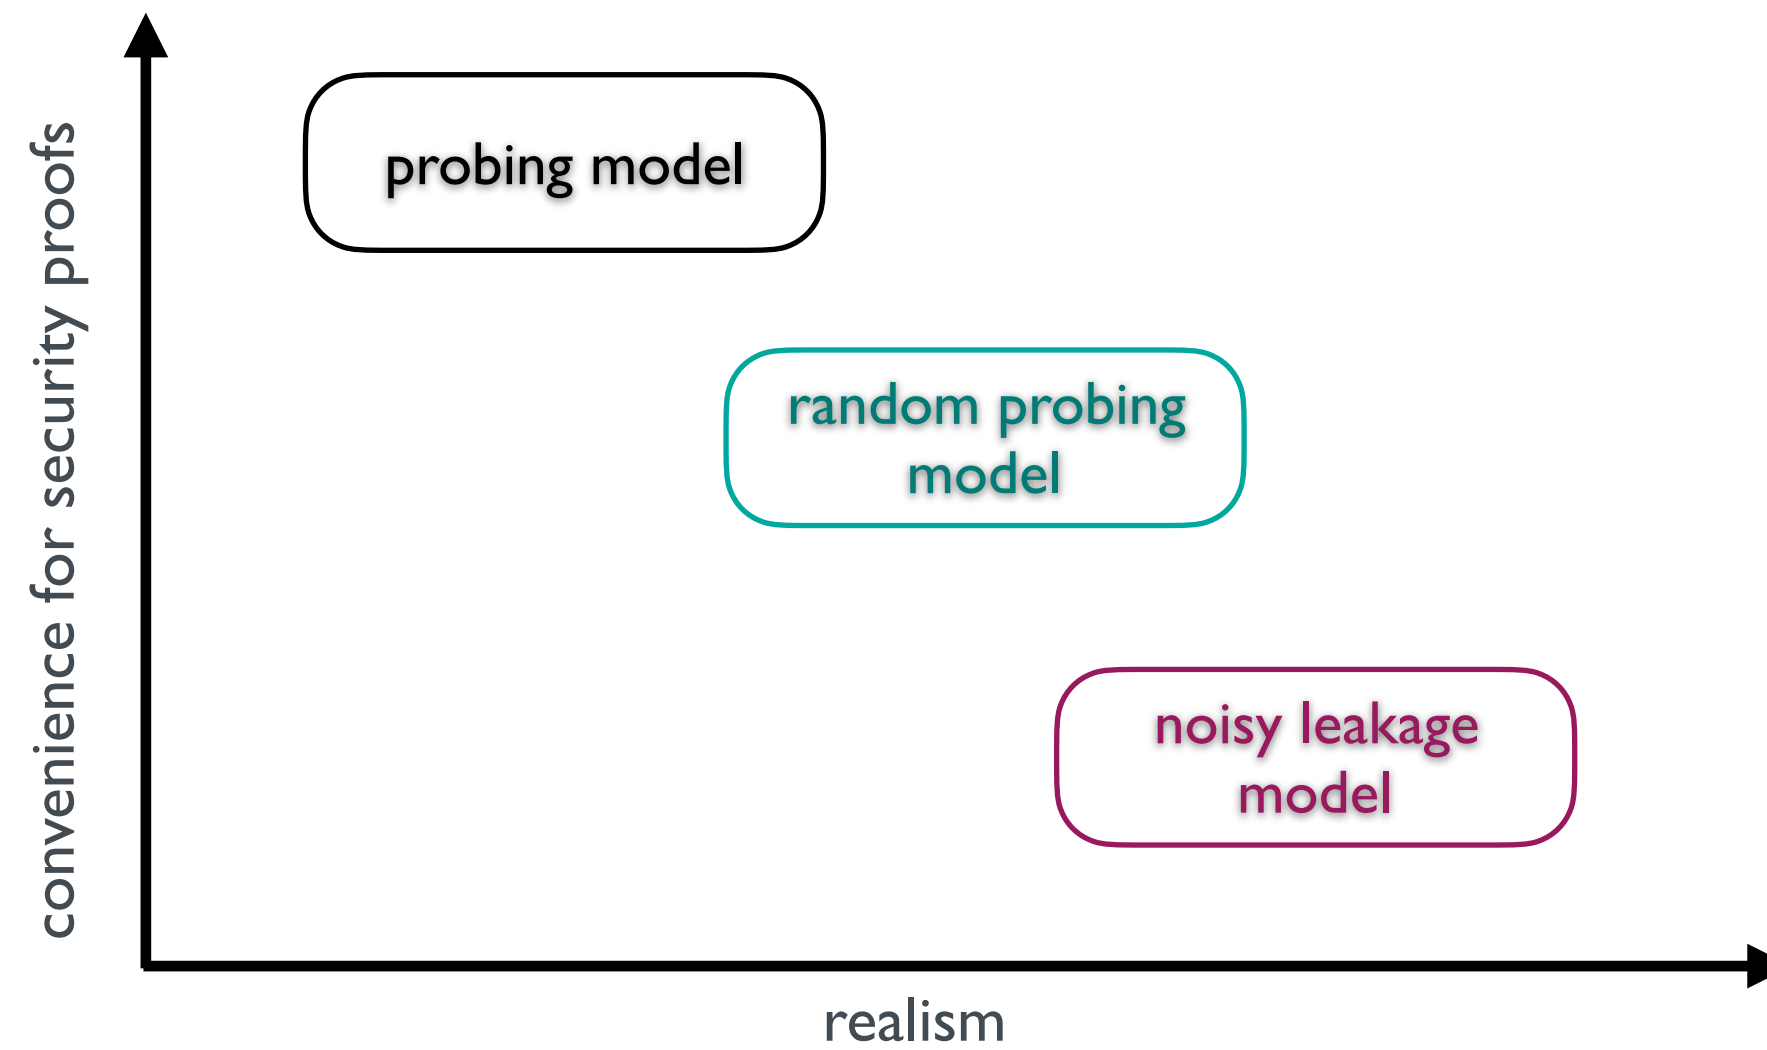 convenience for security proofs
probing model
random probing
model
noisy leakage
model
realism